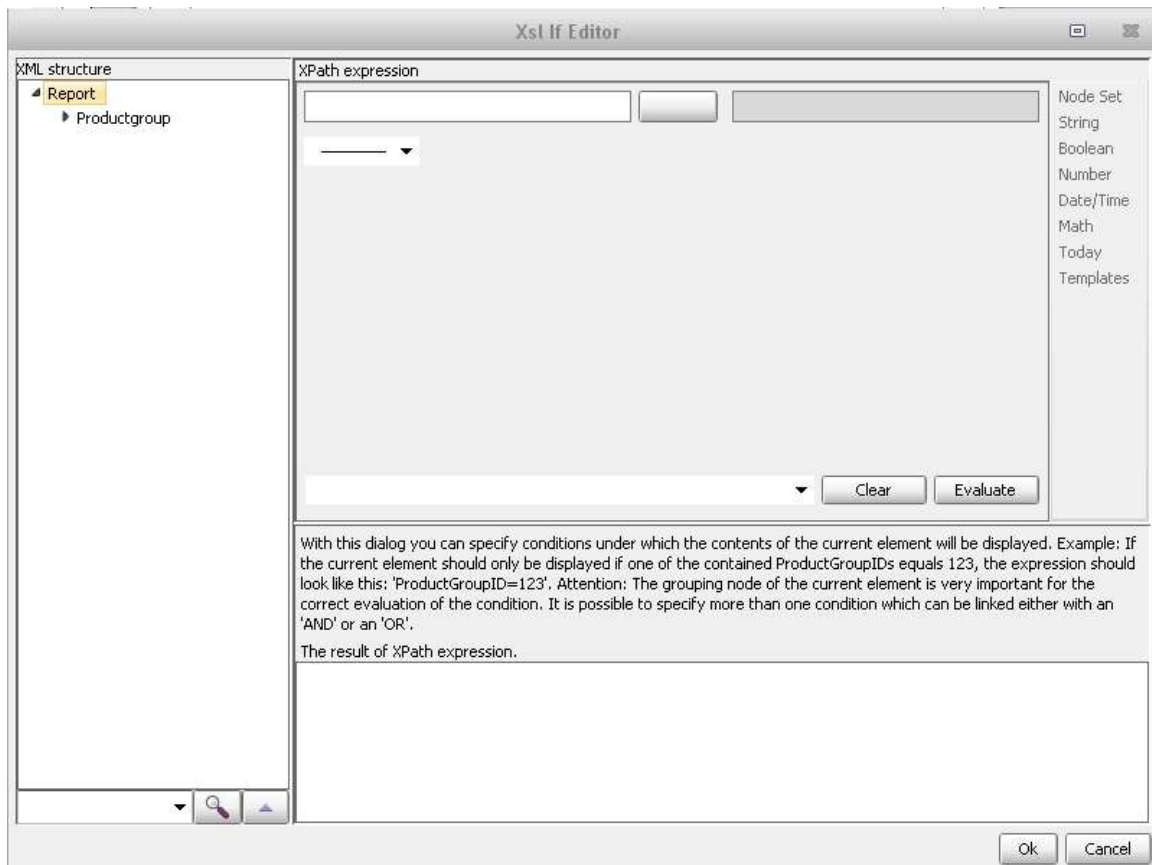 Xsl If Editor
XML structure
Report
Productgroup
XPath expression
Node Set
String
Boolean
Number
Date/Time
Math
Today
Templates
Clear
Evaluate
With this dialog you can specify conditions under which the contents of the current element will be displayed. Example: If
the current element should only be displayed if one of the contained ProductGroupIDs equals 123, the expression should
look like this: 'ProductGroupID=123'. Attention: The grouping node of the current element is very important for the
correct evaluation of the condition. It is possible to specify more than one condition which can be linked either with an
'AND' or an 'OR'.
The result of XPath expression.
Ok
Cancel